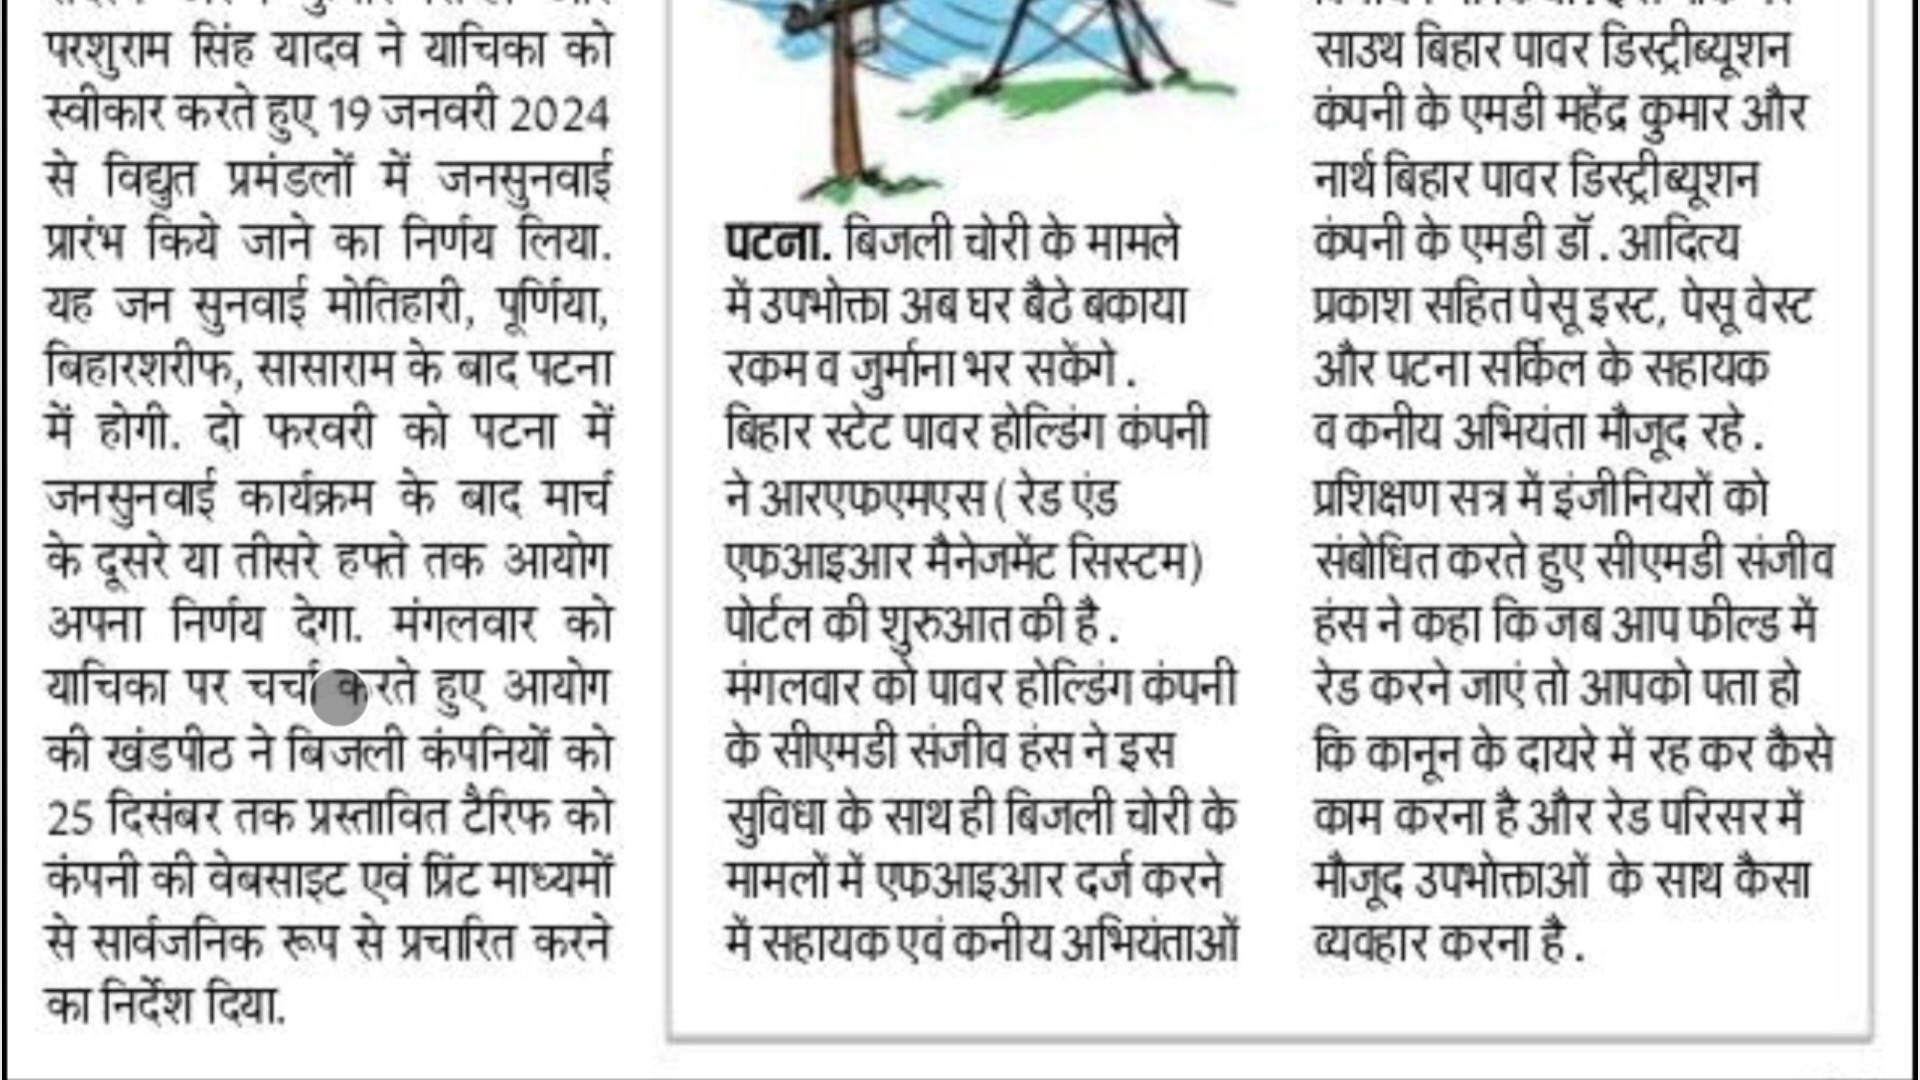 परशुराम सिंह यादव ने याचिका को
स्वीकार करते हुए 19 जनवरी 2024
से विद्युत प्रमंडलों में जनसुनवाई
प्रारंभ किये जाने का निर्णय लिया.
यह जन सुनवाई मोतिहारी, पूर्णिया,
बिहारशरीफ, सासाराम के बाद पटना
में होगी. दो फरवरी को पटना में
जनसुनवाई कार्यक्रम के बाद मार्च
के दूसरे या तीसरे हफ्ते तक आयोग
अपना निर्णय देगा. मंगलवार को
याचिका पर चर्चा करते हुए आयोग
की खंडपीठ ने बिजली कंपनियों को
25 दिसंबर तक प्रस्तावित टैरिफ को
कंपनी की वेबसाइट एवं प्रिंट माध्यमों
से सार्वजनिक रूप से प्रचारित करने
का निर्देश दिया.
पटना. बिजली चोरी के मामले
में उपभोक्ता अब घर बैठे बकाया
रकम व जुर्माना भर सकेंगे .
बिहार स्टेट पावर होल्डिंग कंपनी
ने आरएफएमएस ( रेड एंड
एफआइआर मैनेजमेंट सिस्टम)
पोर्टल की शुरुआत की है .
मंगलवार को पावर होल्डिंग कंपनी
के सीएमडी संजीव हंस ने इस
सुविधा के साथ ही बिजली चोरी के
मामलों में एफआइआर दर्ज करने
में सहायक एवं कनीय अभियंताओं
साउथ बिहार पावर डिस्ट्रीब्यूशन
कंपनी के एमडी महेंद्र कुमार और
नार्थ बिहार पावर डिस्ट्रीब्यूशन
कंपनी के एमडी डॉ . आदित्य
प्रकाश सहित पेसू इस्ट, पेसू वेस्ट
और पटना सर्किल के सहायक
व कनीय अभियंता मौजूद रहे .
प्रशिक्षण सत्र में इंजीनियरों को
संबोधित करते हुए सीएमडी संजीव
हंस ने कहा कि जब आप फील्ड में
रेड करने जाएं तो आपको पता हो
कि कानून के दायरे में रह कर कैसे
काम करना है और रेड परिसर में
मौजूद उपभोक्ताओं के साथ कैसा
व्यवहार करना है .